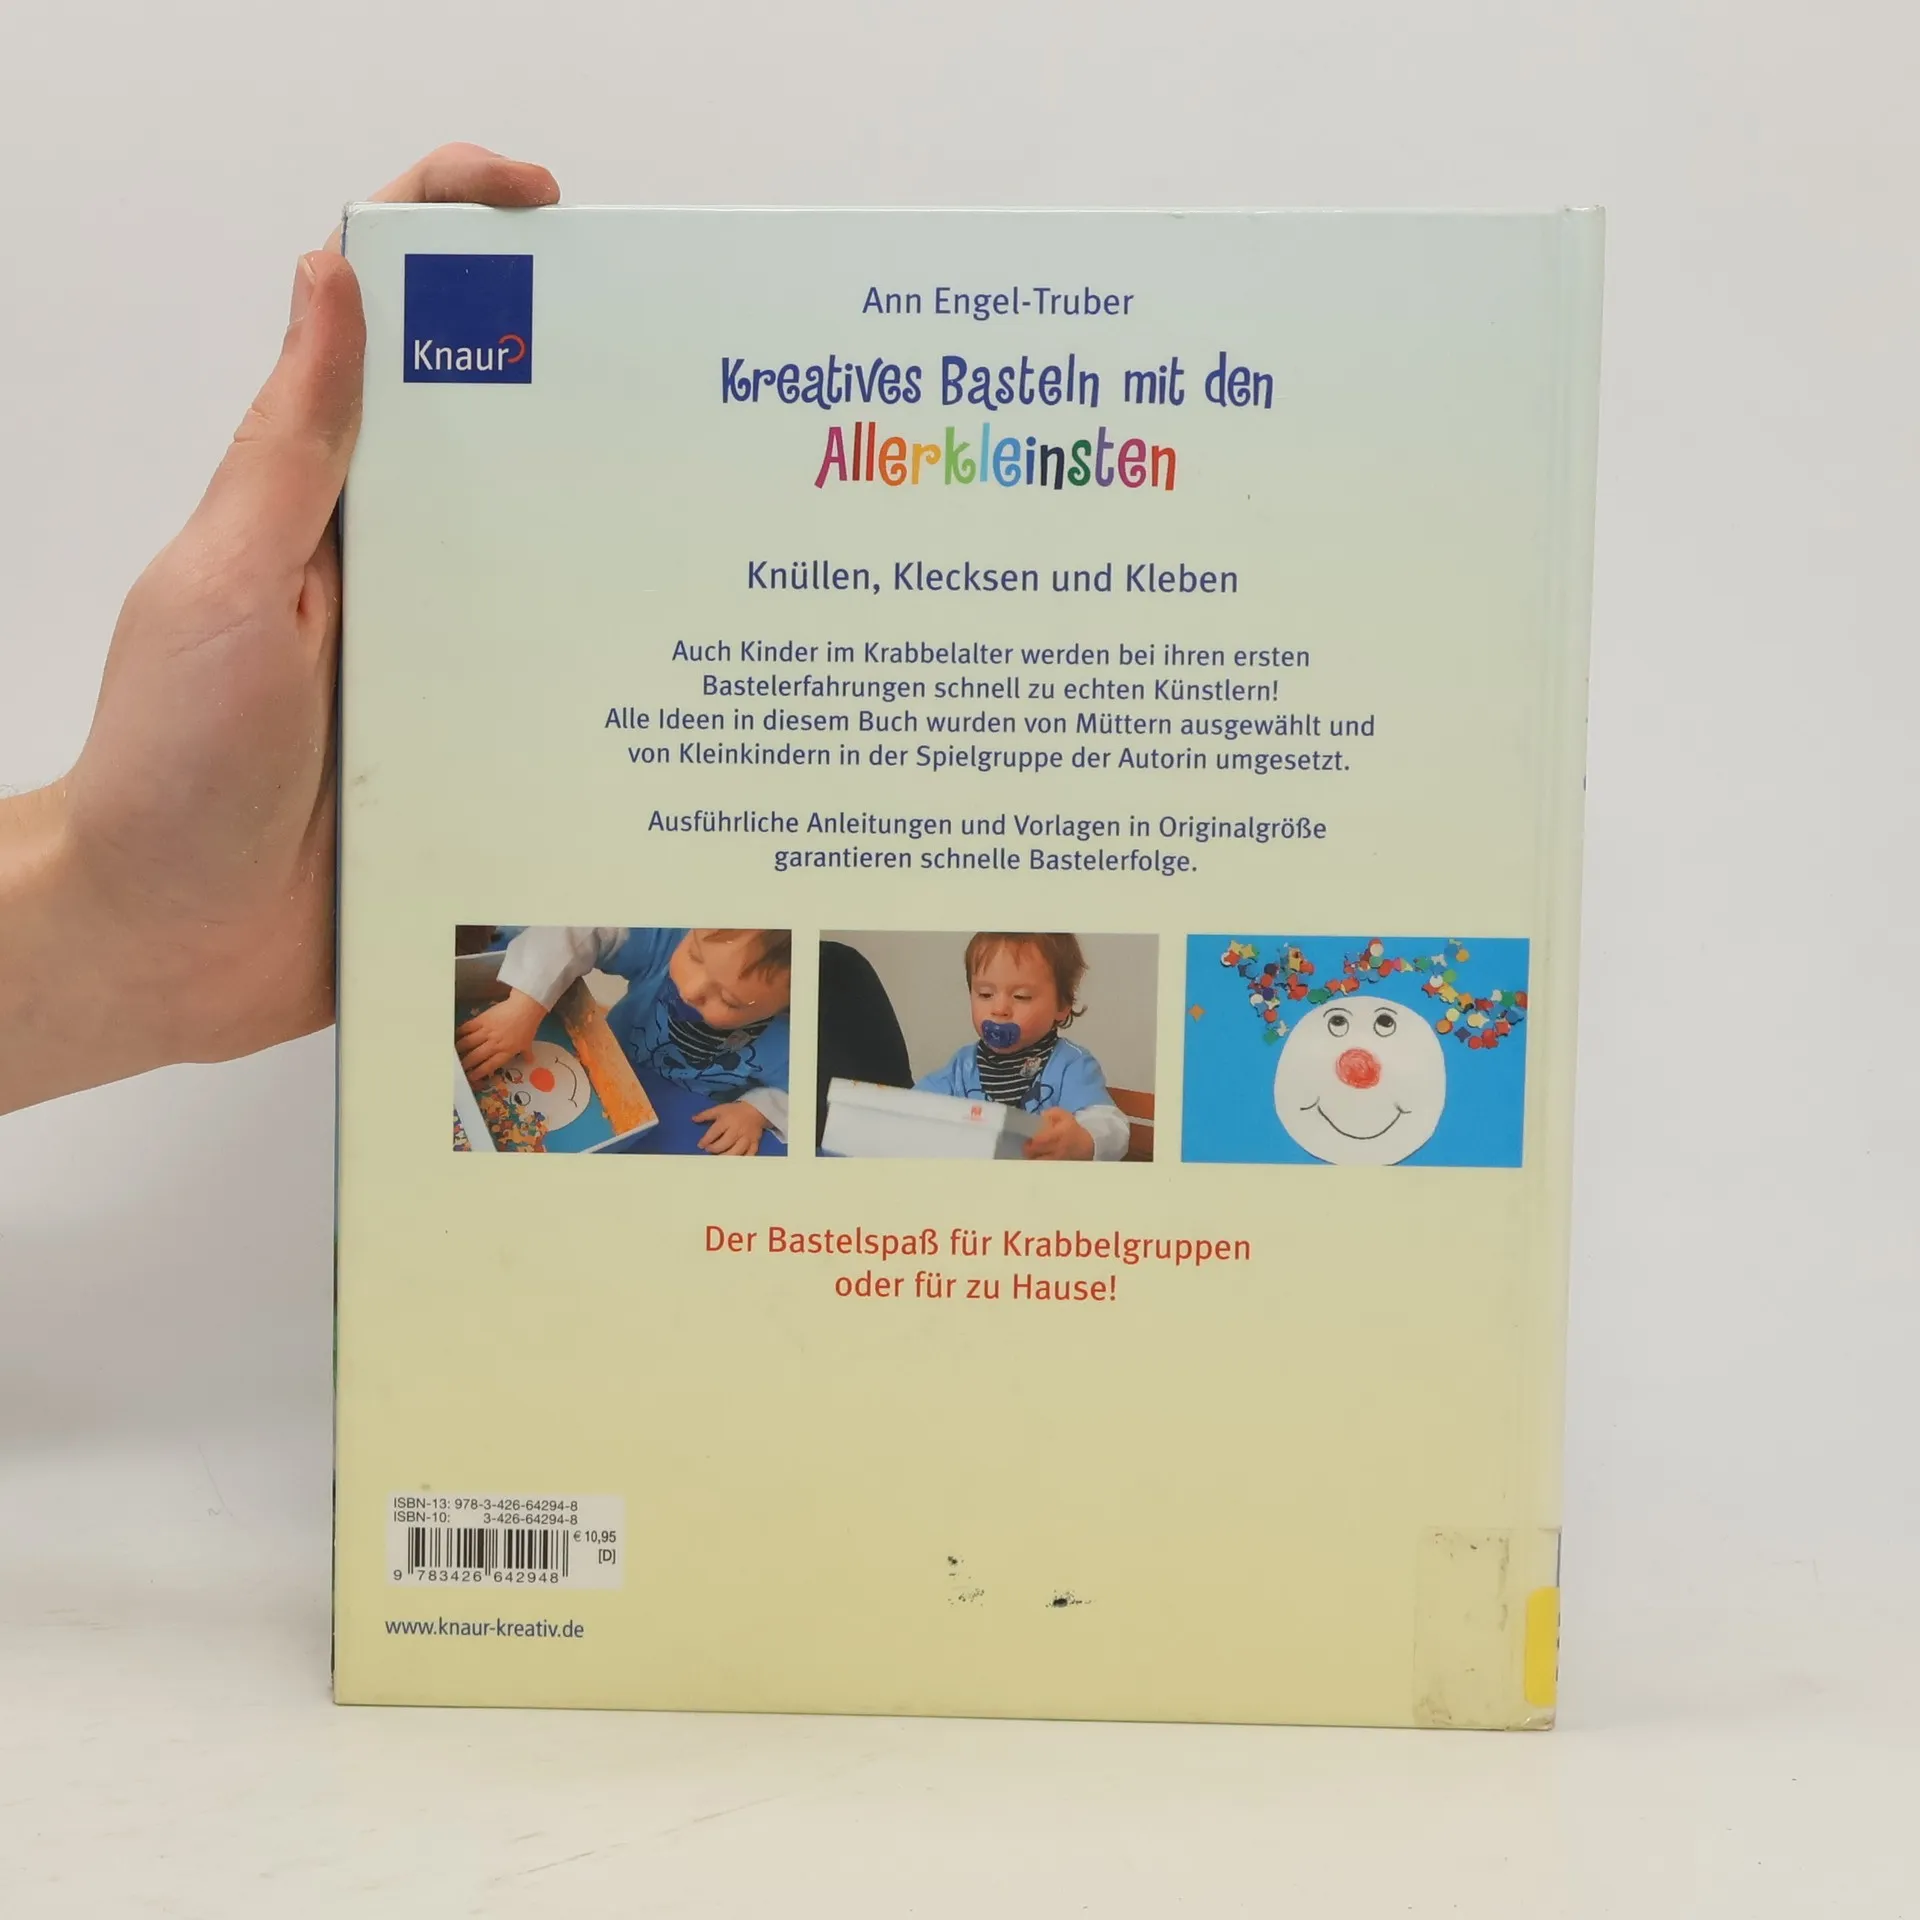 Knaur
Ann Engel-Truber
Kreatives Basteln mit den
Allerkleinsten
Knüllen, Klecksen und Kleben
Auch Kinder im Krabbelalter werden bei ihren ersten
Bastelerfahrungen schnell zu echten Künstlern!
Alle Ideen in diesem Buch wurden von Müttern ausgewählt und
von Kleinkindern in der Spielgruppe der Autorin umgesetzt.
Ausführliche Anleitungen und Vorlagen in Originalgröße
garantieren schnelle Bastelerfolge.
Der Bastelspaß für Krabbelgruppen
oder für zu Hause!
ISBN-13: 978-3-426-64294-8
ISBN-10: 3-426-64294-8
€ 10,95
[D]
9 783426 642948
www.knaur-kreativ.de